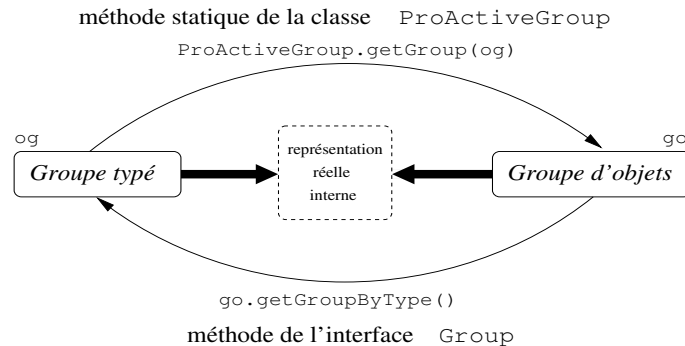 méthode statique de la classe ProActiveGroup
ProActiveGroup.getGroup(og)
og
go
Groupe typé
représentation
réelle
interne
Groupe d'objets
go.getGroupByType()
méthode de l'interface Group